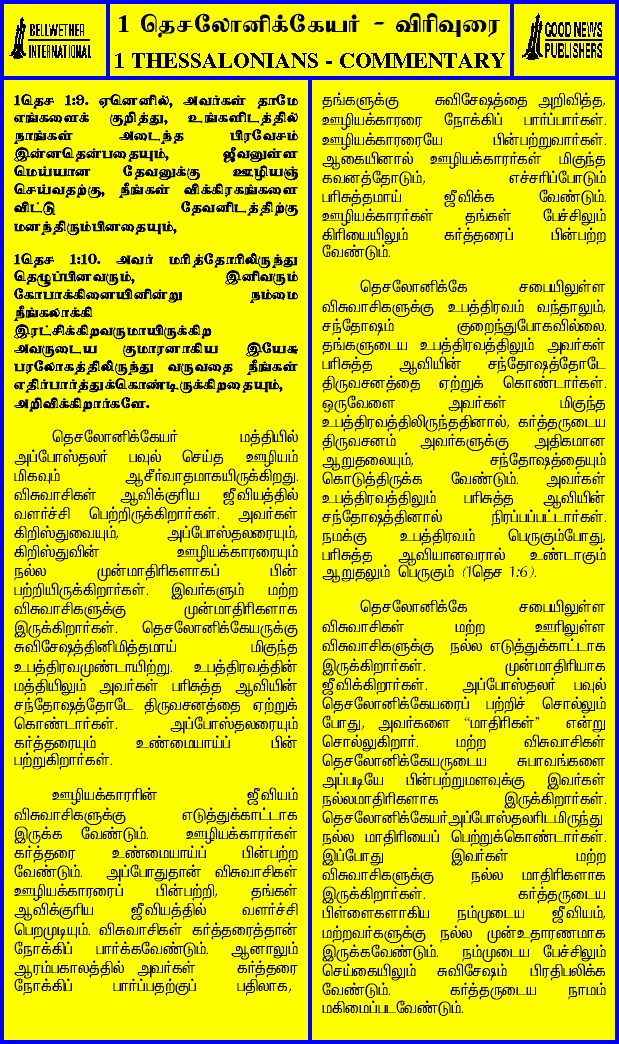 BELLWETHER
INTERNATIONAL
1 தெசலோனிக்கேயர் - விரிவுரை
1 THESSALONIANS - COMMENTARY
GOOD NEWS
PUBLISHERS
1தெச 1:9. ஏனெனில், அவர்கள் தாமே
எங்களைக் குறித்து, உங்களிடத்தில்
நாங்கள் அடைந்த பிரவேசம்
இன்னதென்பதையும், ஜீவனுள்ள
மெய்யான தேவனுக்கு ஊழியஞ்
செய்வதற்கு, நீங்கள் விக்கிரகங்களை
விட்டு தேவனிடத்திற்கு
மனந்திரும்பினதையும்,
1தெச 1:10. அவர் மரித்தோரிலிருந்து
தெழுப்பினவரும், இனிவரும்
கோபாக்கினையினின்று நம்மை
நீங்கலாக்கி
இரட்சிக்கிறவருமாயிருக்கிற
அவருடைய குமாரனாகிய இயேசு
பரலோகத்திலிருந்து வருவதை நீங்கள்
எதிர்பார்த்துக்கொண்டிருக்கிறதையும்,
அறிவிக்கிறார்களே.
தெசலோனிக்கேயர் மத்தியில்
அப்போஸ்தலர் பவுல் செய்த ஊழியம்
மிகவும் ஆசீர்வாதமாகயிருக்கிறது.
விசுவாசிகள் ஆவிக்குரிய ஜீவியத்தில்
வளர்ச்சி பெற்றிருக்கிறார்கள். அவர்கள்
கிறிஸ்துவையும், அப்போஸ்தலரையும்,
கிறிஸ்துவின் ஊழியக்காரரையும்
நல்ல முன்மாதிரிகளாகப் பின்
பற்றியிருக்கிறார்கள். இவர்களும் மற்ற
விசுவாசிகளுக்கு முன்மாதிரிகளாக
இருக்கிறார்கள். தெசலோனிக்கேயருக்கு
சுவிசேஷத்தினிமித்தமாய் மிகுந்த
உபத்திரவமுண்டாயிற்று. உபத்திரவத்தின்
மத்தியிலும் அவர்கள் பரிசுத்த ஆவியின்
சந்தோஷத்தோடே திருவசனத்தை ஏற்றுக்
கொண்டார்கள். அப்போஸ்தலரையும்
கர்த்தரையும் உண்மையாய்ப் பின்
பற்றுகிறார்கள்.
ஊழியக்காரரின் ஜீவியம்
விசுவாசிகளுக்கு எடுத்துக்காட்டாக
இருக்க வேண்டும். ஊழியக்காரர்கள்
கர்த்தரை உண்மையாய்ப் பின்பற்ற
வேண்டும். அப்போதுதான் விசுவாசிகள்
ஊழியக்காரரைப் பின்பற்றி, தங்கள்
ஆவிக்குரிய ஜீவியத்தில் வளர்ச்சி
பெறமுடியும். விசுவாசிகள் கர்த்தரைத்தான்
நோக்கிப் பார்க்கவேண்டும். ஆனாலும்
ஆரம்பகாலத்தில் அவர்கள் கர்த்தரை
நோக்கிப் பார்ப்பதற்குப் பதிலாக,
தங்களுக்கு சுவிசேஷத்தை அறிவித்த,
ஊழியக்காரரை நோக்கிப் பார்ப்பார்கள்.
ஊழியக்காரரையே பின்பற்றுவார்கள்.
ஆகையினால் ஊழியக்காரர்கள் மிகுந்த
கவனத்தோடும், எச்சரிப்போடும்
பரிசுத்தமாய் ஜீவிக்க வேண்டும்.
ஊழியக்காரர்கள் தங்கள் பேச்சிலும்
கிரியையிலும் கர்த்தரைப் பின்பற்ற
வேண்டும்.
தெசலோனிக்கே சபையிலுள்ள
விசுவாசிகளுக்கு உபத்திரவம் வந்தாலும்,
சந்தோஷம் குறைந்துபோகவில்லை.
தங்களுடைய உபத்திரவத்திலும் அவர்கள்
பரிசுத்த ஆவியின் சந்தோஷத்தோடே
திருவசனத்தை ஏற்றுக் கொண்டார்கள்.
ஒருவேளை அவர்கள் மிகுந்த
உபத்திரவத்திலிருந்ததினால், கர்த்தருடைய
திருவசனம் அவர்களுக்கு அதிகமான
ஆறுதலையும், சந்தோஷத்தையும்
கொடுத்திருக்க வேண்டும். அவர்கள்
உபத்திரவத்திலும் பரிசுத்த ஆவியின்
சந்தோஷத்தினால் நிரப்பப்பட்டார்கள்.
நமக்கு உபத்திரவம் பெருகும்போது,
பரிசுத்த ஆவியானவரால் உண்டாகும்
ஆறுதலும் பெருகும் (1தெச 1:6).
தெசலோனிக்கே சபையிலுள்ள
விசுவாசிகள் மற்ற ஊரிலுள்ள
விசுவாசிகளுக்கு நல்ல எடுத்துக்காட்டாக
இருக்கிறார்கள். முன்மாதிரியாக
ஜீவிக்கிறார்கள். அப்போஸ்தலர் பவுல்
தெசலோனிக்கேயரைப் பற்றிச் சொல்லும்
போது, அவர்களை “மாதிரிகள்” என்று
சொல்லுகிறார். மற்ற விசுவாசிகள்
தெசலோனிக்கேயருடைய சுபாவங்களை
அப்படியே பின்பற்றுமளவுக்கு இவர்கள்
நல்லமாதிரிகளாக இருக்கிறார்கள்.
தெசலோனிக்கேயர்அப்போஸ்தலரிடமிருந்து
நல்ல மாதிரியைப் பெற்றுக்கொண்டார்கள்.
இப்போது இவர்கள் மற்ற
விசுவாசிகளுக்கு நல்ல மாதிரிகளாக
இருக்கிறார்கள். கர்த்தருடைய
பிள்ளைகளாகிய நம்முடைய ஜீவியம்,
மற்றவர்களுக்கு நல்ல முன்உதாரணமாக
இருக்கவேண்டும். நம்முடைய பேச்சிலும்
செய்கையிலும் சுவிசேஷம் பிரதிபலிக்க
வேண்டும். கர்த்தருடைய நாமம்
மகிமைப்படவேண்டும்.